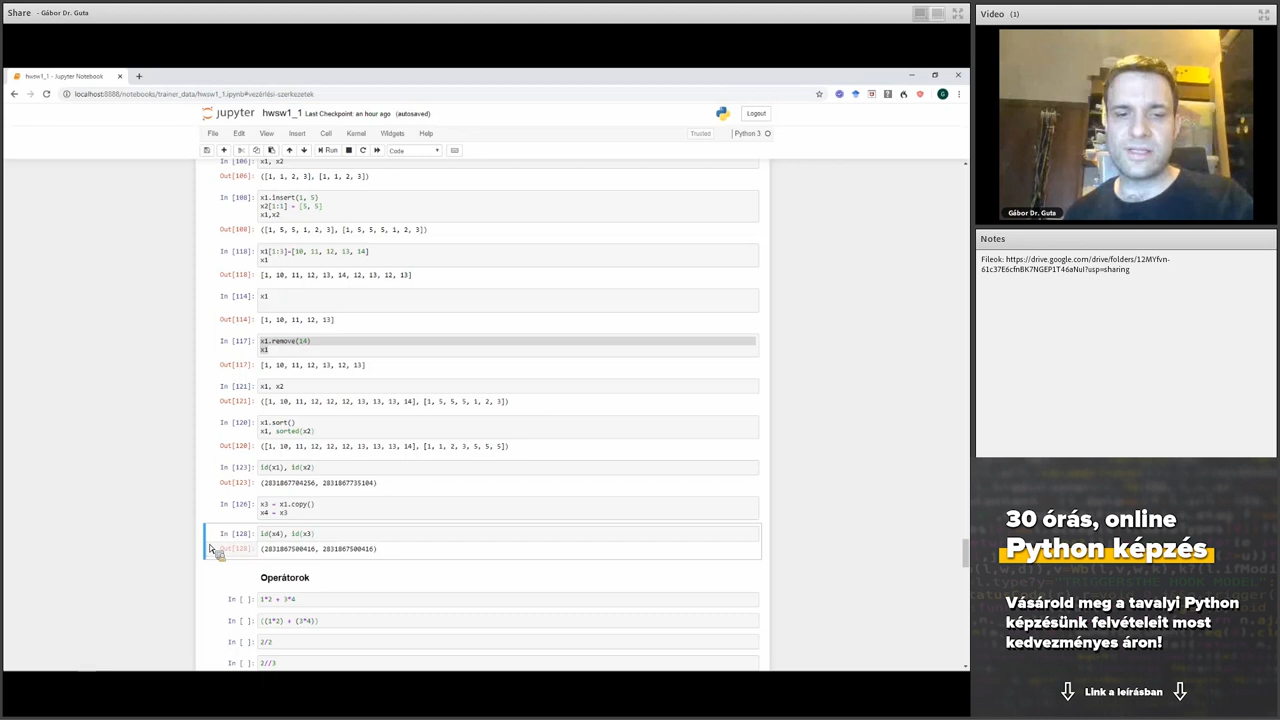 Share - Gábor Dr. Guta
Video (1)
hwsw1_1 - Jupyter Notebook
localhost:8888/notebooks/trainer_data/hwsw1_1.ipynb#vezérlési-szerkezetek
jupyter hwsw1_1 Last Checkpoint: an hour ago (autosaved)
Logout
File Edit View Insert Cell Kernel Widgets Help
Trusted
Python 3
Run
Code
In [106]: x1, x2
Out[106]: ([1, 1, 2, 3], [1, 1, 2, 3])
In [108]: x1.insert(1, 5)
x2[1:1] = [5, 5]
x1,x2
Out[108]: ([1, 5, 5, 1, 2, 3], [1, 5, 5, 5, 1, 2, 3])
In [118]: x1[1:3]=[10, 11, 12, 13, 14]
x1
Out[118]: [1, 10, 11, 12, 13, 14, 12, 13, 12, 13]
In [114]: x1
Out[114]: [1, 10, 11, 12, 13]
In [117]: x1.remove(14)
x1
Out[117]: [1, 10, 11, 12, 13, 12, 13]
In [121]: x1, x2
Out[121]: ([1, 10, 11, 12, 12, 12, 13, 13, 13, 14], [1, 5, 5, 5, 1, 2, 3])
In [120]: x1.sort()
x1, sorted(x2)
Out[120]: ([1, 10, 11, 12, 12, 12, 13, 13, 13, 14], [1, 1, 2, 3, 5, 5, 5])
In [123]: id(x1), id(x2)
Out[123]: (2831867704256, 2831867735104)
In [126]: x3 = x1.copy()
x4 = x3
In [128]: id(x4), id(x3)
Out[128]: (2831867500416, 2831867500416)
Operátorok
In [ ]: 1*2 + 3*4
In [ ]: ((1*2) + (3*4))
In [ ]: 2/2
In [ ]: 2//3
Gábor Dr. Guta
Notes
Fileok: https://drive.google.com/drive/folders/12MYfvn-
61c37E6cfnBK7NGEP1T46aNuI?usp=sharing
30 órás, online
Python képzés
Vásárold meg a tavalyi Python
képzésünk felvételeit most
kedvezményes áron!
Link a leírásban